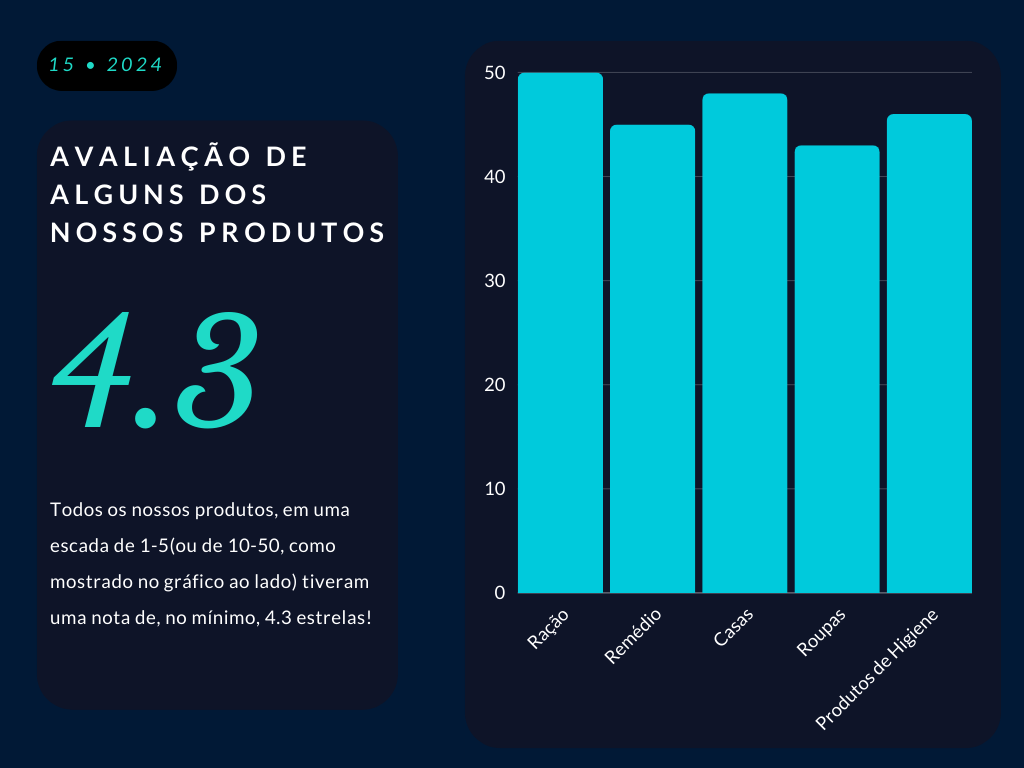 15 • 2024
AVALIAÇÃO DE
ALGUNS DOS
NOSSOS PRODUTOS
4.3
Todos os nossos produtos, em uma
escada de 1-5(ou de 10-50, como
mostrado no gráfico ao lado) tiveram
uma nota de, no mínimo, 4.3 estrelas!
50
40
30
20
10
0
Ração
Remédio
Casas
Roupas
Produtos de Higiene